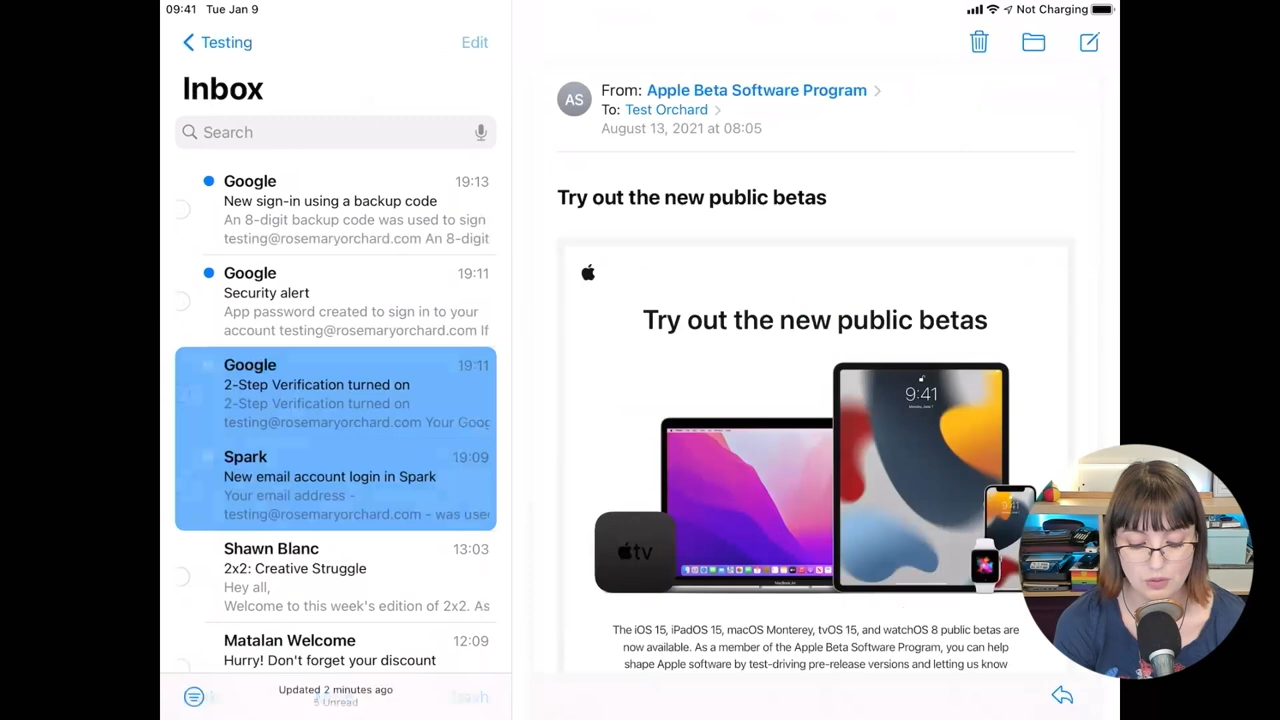 09:41 Tue Jan 9
Not Charging
Testing
Edit
Inbox
Search
Google 19:13
New sign-in using a backup code
An 8-digit backup code was used to sign
testing@rosemaryorchard.com An 8-digit
Google 19:11
Security alert
App password created to sign in to your
account testing@rosemaryorchard.com If
Google 19:11
2-Step Verification turned on
2-Step Verification turned on
testing@rosemaryorchard.com Your Goog
Spark 19:09
New email account login in Spark
Your email address -
testing@rosemaryorchard.com - was used
Shawn Blanc 13:03
2x2: Creative Struggle
Hey all,
Welcome to this week's edition of 2x2. As
Matalan Welcome 12:09
Hurry! Don't forget your discount
Updated 2 minutes ago
5 Unread
AS
From: Apple Beta Software Program
To: Test Orchard
August 13, 2021 at 08:05
Try out the new public betas
Try out the new public betas
9:41
tv
The iOS 15, iPadOS 15, macOS Monterey, tvOS 15, and watchOS 8 public betas are
now available. As a member of the Apple Beta Software Program, you can help
shape Apple software by test-driving pre-release versions and letting us know